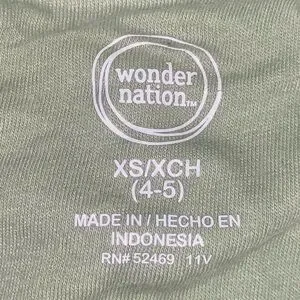 wonder
nation™
XS/XCH
(4-5)
MADE IN / HECHO EN
INDONESIA
RN# 52469 11V